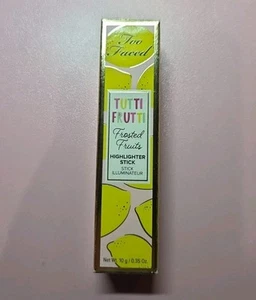 Too
Faced
TUTTI
FRUTTI
Frosted
Fruits
HIGHLIGHTER
STICK
STICK
ILLUMINATEUR
Net Wt. 10 g / 0.35 Oz.